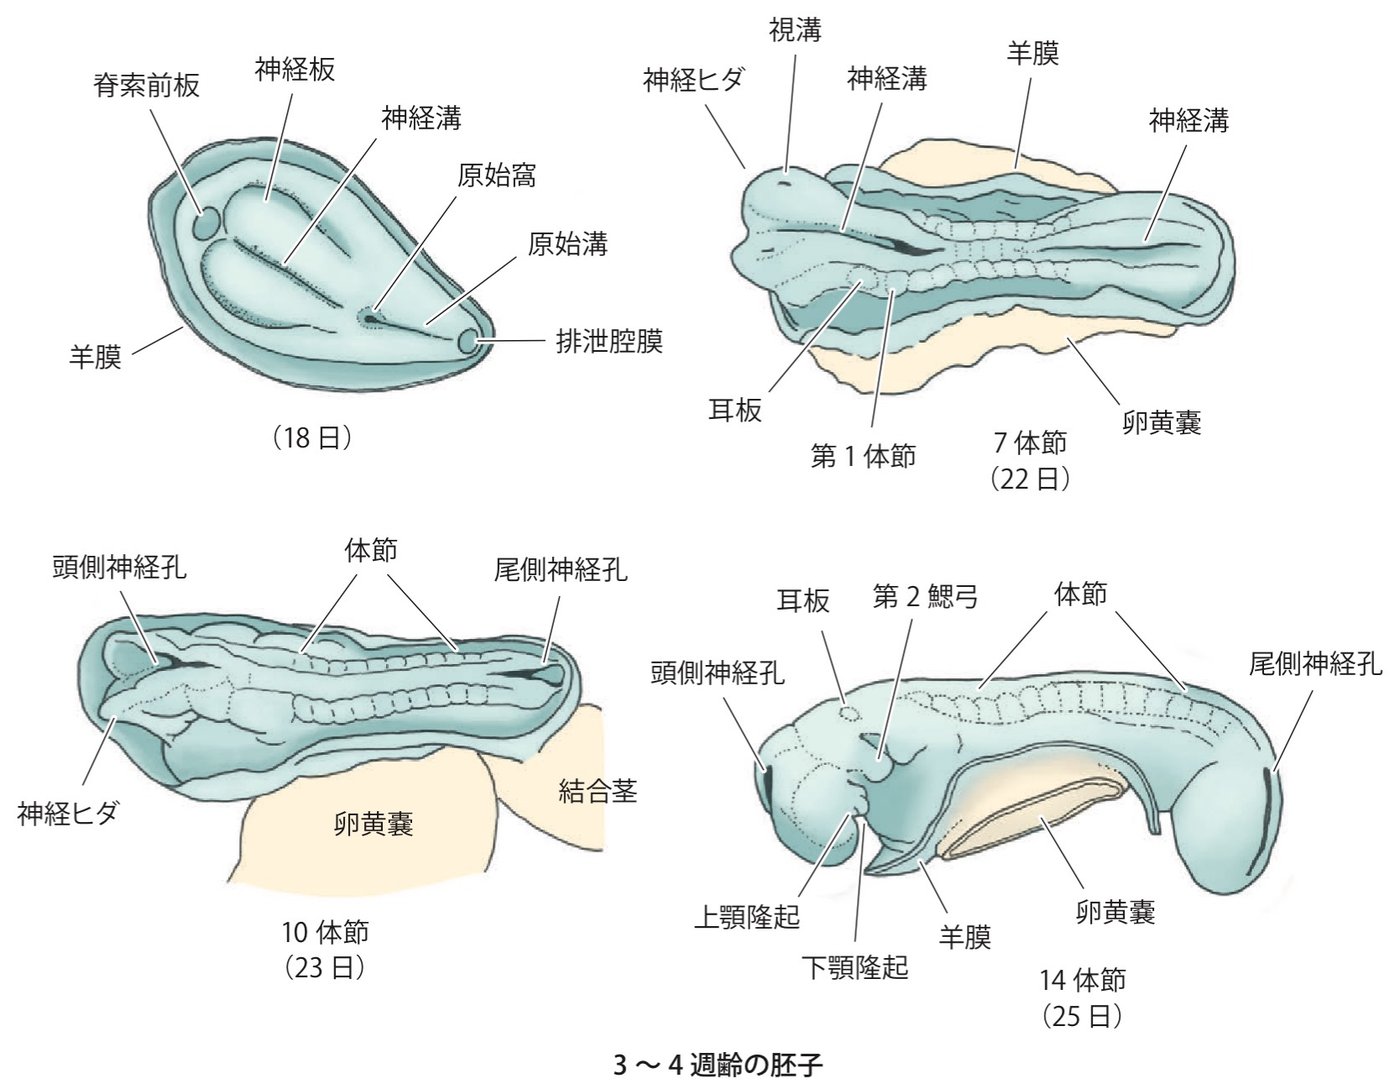 脊索前板
神経板
神経溝
原始窩
原始溝
排泄腔膜
羊膜
（18 日）
視溝
神経ヒダ
神経溝
羊膜
神経溝
耳板
第 1 体節
卵黄嚢
7 体節
（22 日）
頭側神経孔
体節
尾側神経孔
神経ヒダ
卵黄嚢
結合茎
10 体節
（23 日）
耳板
第 2 鰓弓
体節
頭側神経孔
尾側神経孔
上顎隆起
下顎隆起
羊膜
卵黄嚢
14 体節
（25 日）
3 〜 4 週齢の胚子